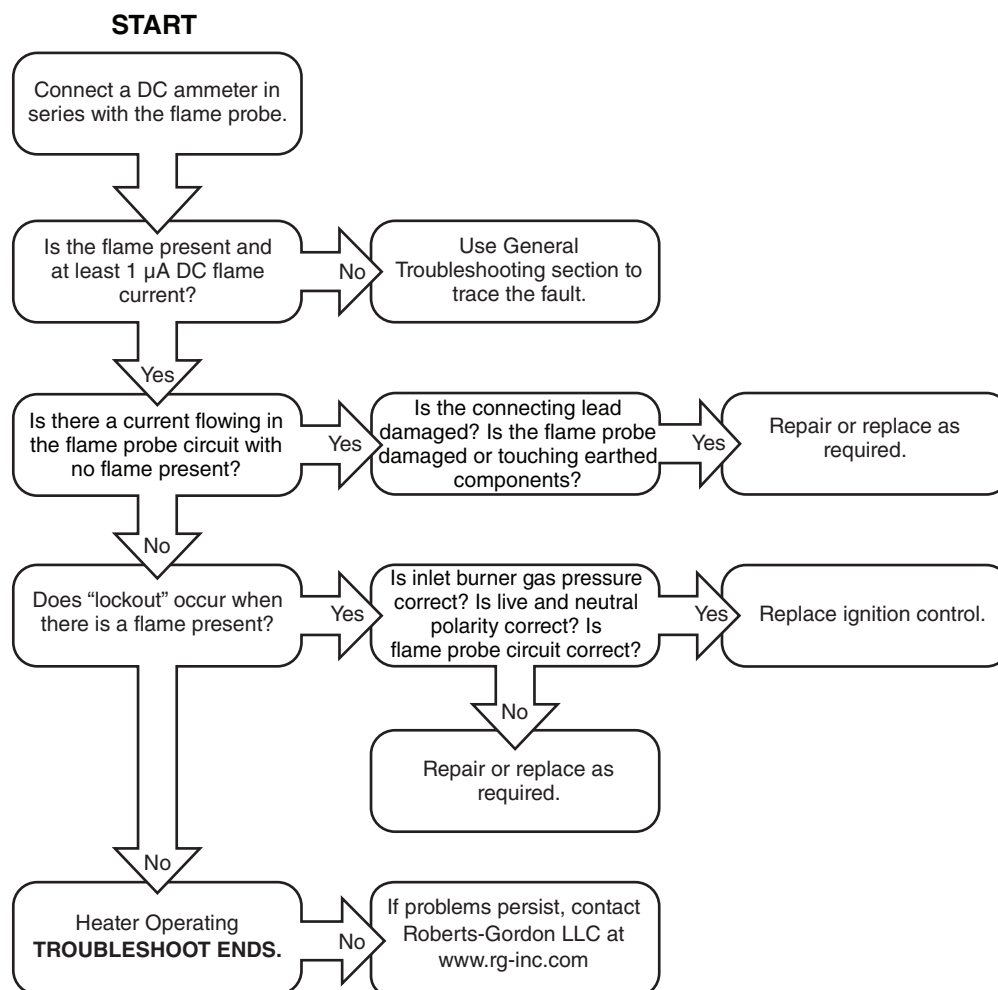 START
Connect a DC ammeter in
series with the flame probe.
Is the flame present and
at least 1 µA DC flame
current?
No
Use General
Troubleshooting section to
trace the fault.
Yes
Is there a current flowing in
the flame probe circuit with
no flame present?
Yes
Is the connecting lead
damaged? Is the flame probe
damaged or touching earthed
components?
Yes
Repair or replace as
required.
No
Does “lockout” occur when
there is a flame present?
Yes
Is inlet burner gas pressure
correct? Is live and neutral
polarity correct? Is
flame probe circuit correct?
Yes
Replace ignition control.
No
Repair or replace as
required.
No
Heater Operating
TROUBLESHOOT ENDS.
No
If problems persist, contact
Roberts-Gordon LLC at
www.rg-inc.com